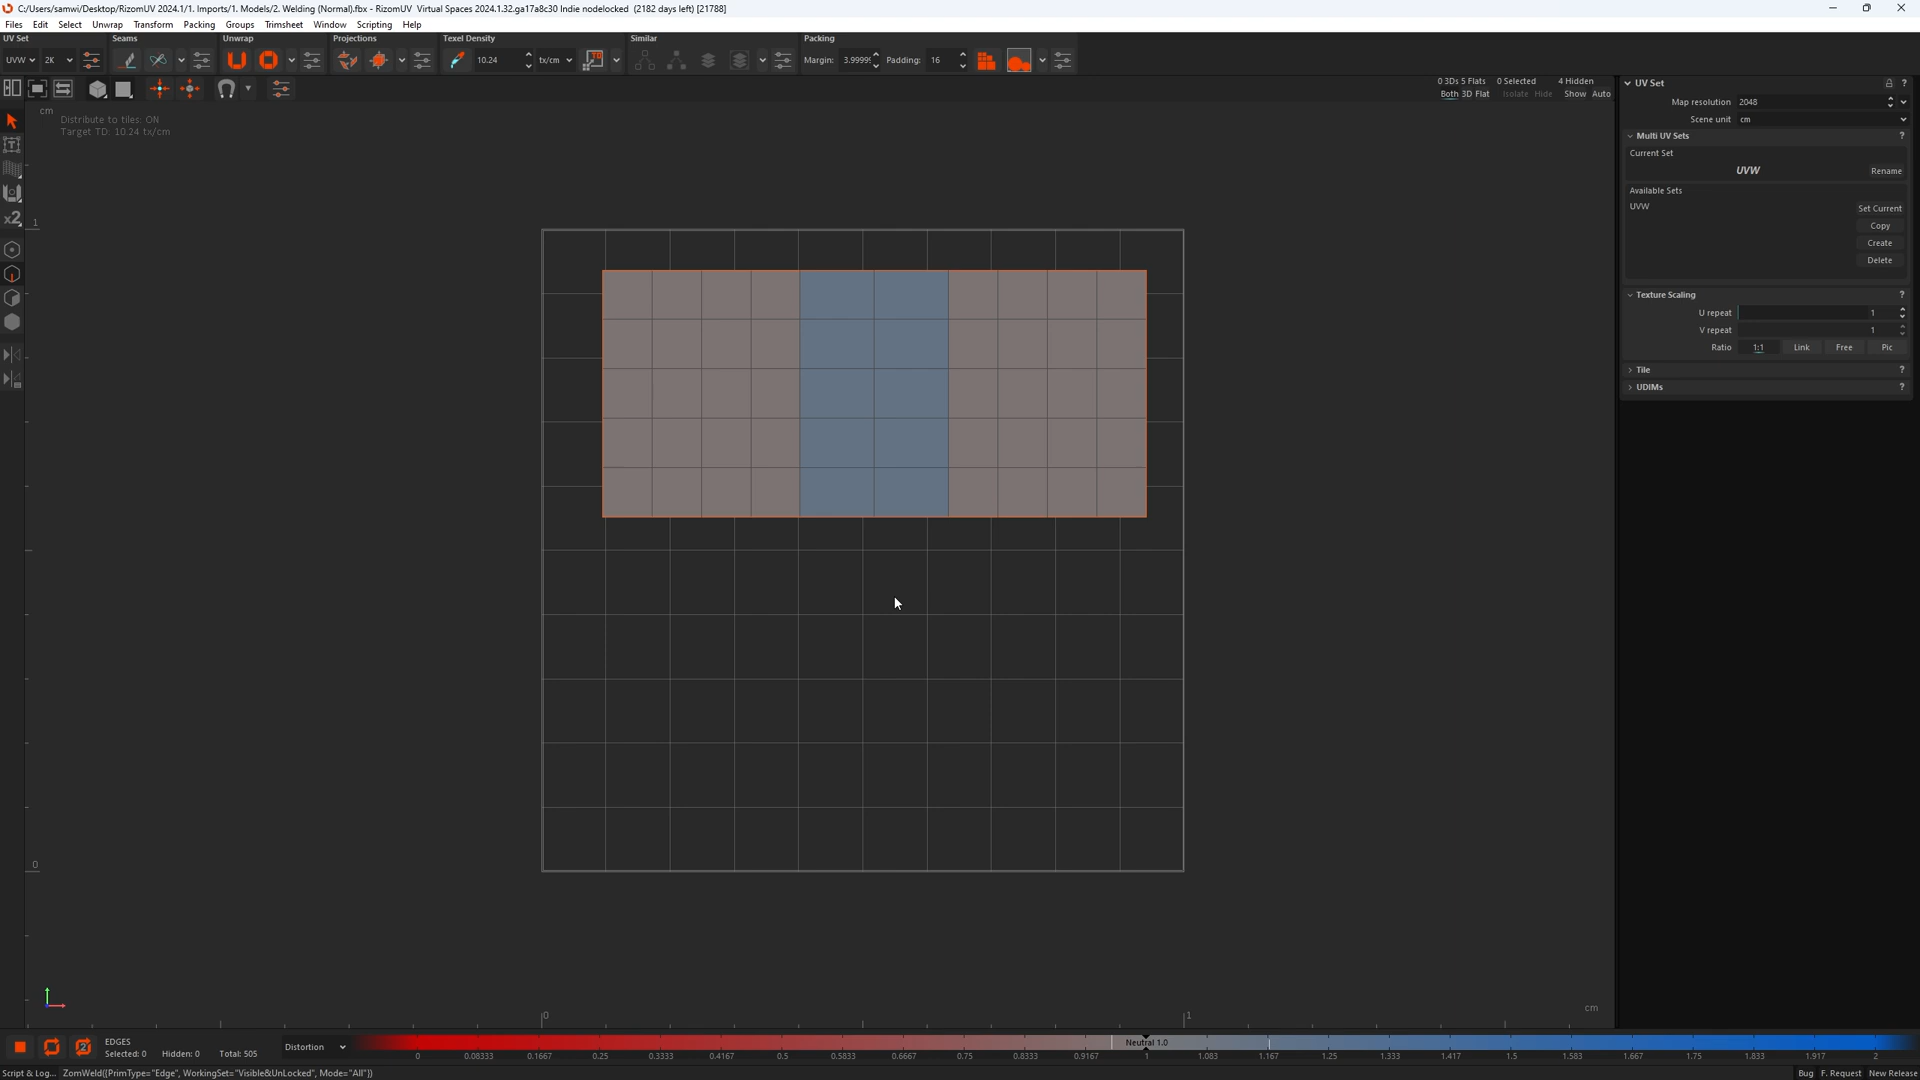 C:/Users/samwi/Desktop/RizomUV 2024.1/1. Imports/1. Models/2. Welding (Normal).fbx - RizomUV  Virtual Spaces 2024.1.32.ga17a8c30 Indie nodelocked  (2182 days left) [21788]
Files Edit Select Unwrap Transform Packing Groups Trimsheet Window Scripting Help
UV Set Seams Unwrap Projections Texel Density Similar Packing
UVW 2K 10.24 tx/cm Margin: 3.9999 Padding: 16
0 3Ds 5 Flats 0 Selected 4 Hidden
Both 3D Flat Isolate Hide Show Auto
cm
Distribute to tiles: ON
Target TD: 10.24 tx/cm
1
0
0 1
cm
UV Set ?
Map resolution 2048
Scene unit cm
Multi UV Sets ?
Current Set
UVW Rename
Available Sets
UVW Set Current
Copy
Create
Delete
Texture Scaling ?
U repeat 1
V repeat 1
Ratio 1:1 Link Free Pic
Tile ?
UDIMs ?
EDGES
Selected: 0 Hidden: 0 Total: 505
Distortion
Neutral 1.0
0 0.08333 0.1667 0.25 0.3333 0.4167 0.5 0.5833 0.6667 0.75 0.8333 0.9167 1 1.083 1.167 1.25 1.333 1.417 1.5 1.583 1.667 1.75 1.833 1.917 2
Script & Log... ZomWeld({PrimType="Edge", WorkingSet="Visible&UnLocked", Mode="All"})
Bug F. Request New Release